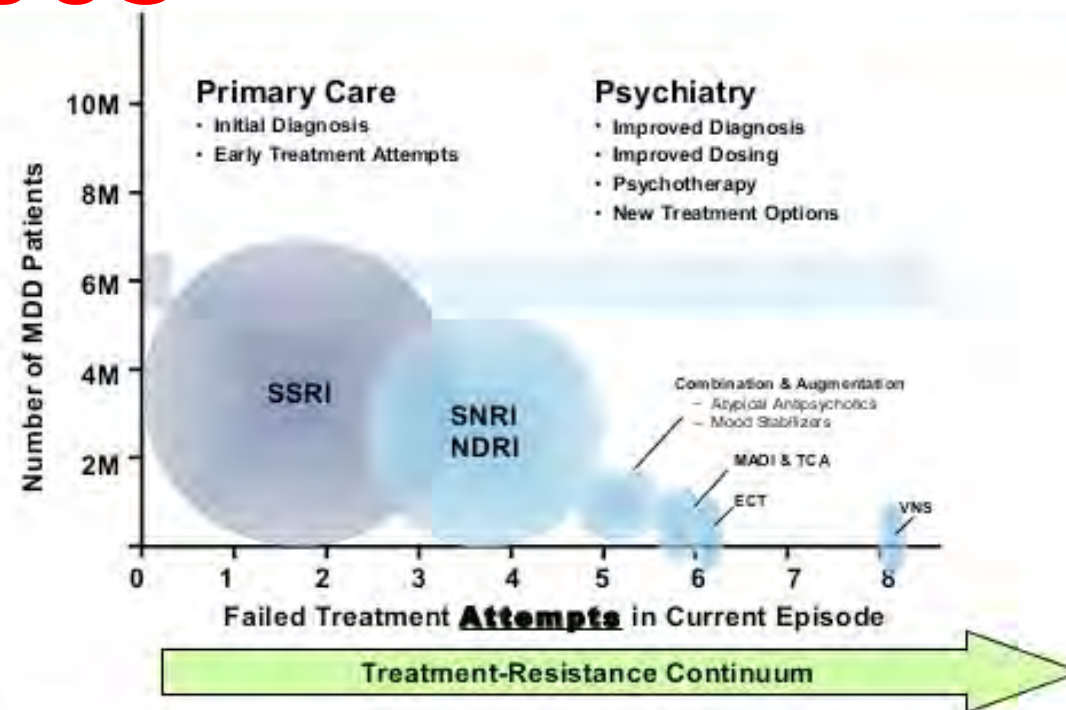 Primary Care
• Initial Diagnosis
• Early Treatment Attempts
Psychiatry
• Improved Diagnosis
• Improved Dosing
• Psychotherapy
• New Treatment Options
Number of MDD Patients
10M
8M
6M
4M
2M
SSRI
SNRI
NDRI
Combination & Augmentation
– Atypical Antipsychotics
– Mood Stabilizers
MAOI & TCA
ECT
VNS
0 1 2 3 4 5 6 7 8
Failed Treatment Attempts in Current Episode
Treatment-Resistance Continuum